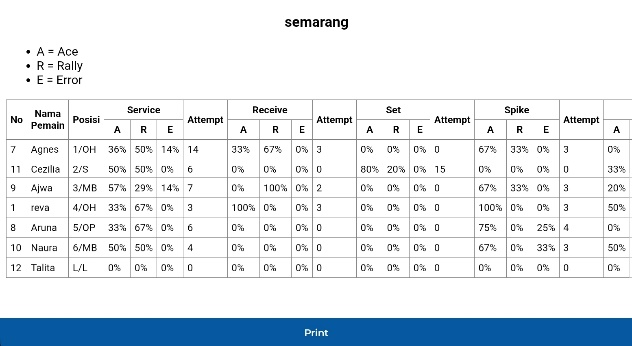 semarang
A = Ace
R = Rally
E = Error
No Nama Pemain Posisi Service Attempt Receive Attempt Set Attempt Spike Attempt
A R E A R E A R E A R E A
7 Agnes 1/OH 36% 50% 14% 14 33% 67% 0% 3 0% 0% 0% 0 67% 33% 0% 3 0%
11 Cezilia 2/S 50% 50% 0% 6 0% 0% 0% 0 80% 20% 0% 15 0% 0% 0% 0 33%
9 Ajwa 3/MB 57% 29% 14% 7 0% 100% 0% 2 0% 0% 0% 0 67% 33% 0% 3 20%
1 reva 4/OH 33% 67% 0% 3 100% 0% 0% 3 0% 0% 0% 0 100% 0% 0% 3 50%
8 Aruna 5/OP 33% 67% 0% 6 0% 0% 0% 0 0% 0% 0% 0 75% 0% 25% 4 0%
10 Naura 6/MB 50% 50% 0% 4 0% 0% 0% 0 0% 0% 0% 0 67% 0% 33% 3 50%
12 Talita L/L 0% 0% 0% 0 0% 0% 0% 0 0% 0% 0% 0 0% 0% 0% 0 0%
Print